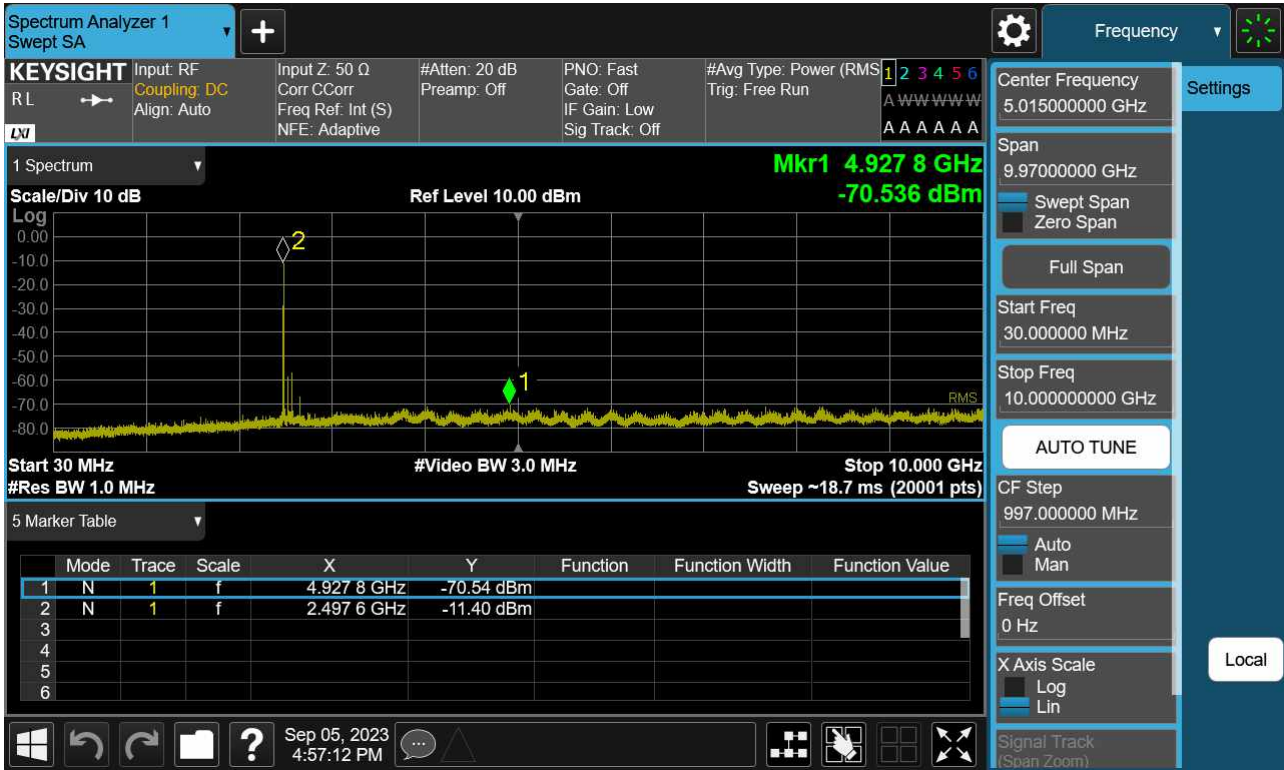 Spectrum Analyzer 1
Swept SA
+
Frequency
KEYSIGHT
R L
LXI
Input: RF
Coupling: DC
Align: Auto
Input Z: 50 Ω
Corr CCorr
Freq Ref: Int (S)
NFE: Adaptive
#Atten: 20 dB
Preamp: Off
PNO: Fast
Gate: Off
IF Gain: Low
Sig Track: Off
#Avg Type: Power (RMS
Trig: Free Run
1 2 3 4 5 6
A W W W W W
A A A A A A
1 Spectrum
Mkr1 4.927 8 GHz
-70.536 dBm
Scale/Div 10 dB
Ref Level 10.00 dBm
Log
0.00
-10.0
-20.0
-30.0
-40.0
-50.0
-60.0
-70.0
-80.0
2
1
RMS
Start 30 MHz
#Video BW 3.0 MHz
Stop 10.000 GHz
#Res BW 1.0 MHz
Sweep ~18.7 ms (20001 pts)
5 Marker Table
Mode Trace Scale X Y Function Function Width Function Value
1 N 1 f 4.927 8 GHz -70.54 dBm
2 N 1 f 2.497 6 GHz -11.40 dBm
3
4
5
6
?
Sep 05, 2023
4:57:12 PM
Center Frequency
5.015000000 GHz
Settings
Span
9.97000000 GHz
Swept Span
Zero Span
Full Span
Start Freq
30.000000 MHz
Stop Freq
10.000000000 GHz
AUTO TUNE
CF Step
997.000000 MHz
Auto
Man
Freq Offset
0 Hz
X Axis Scale
Log
Lin
Local
Signal Track
(Span Zoom)